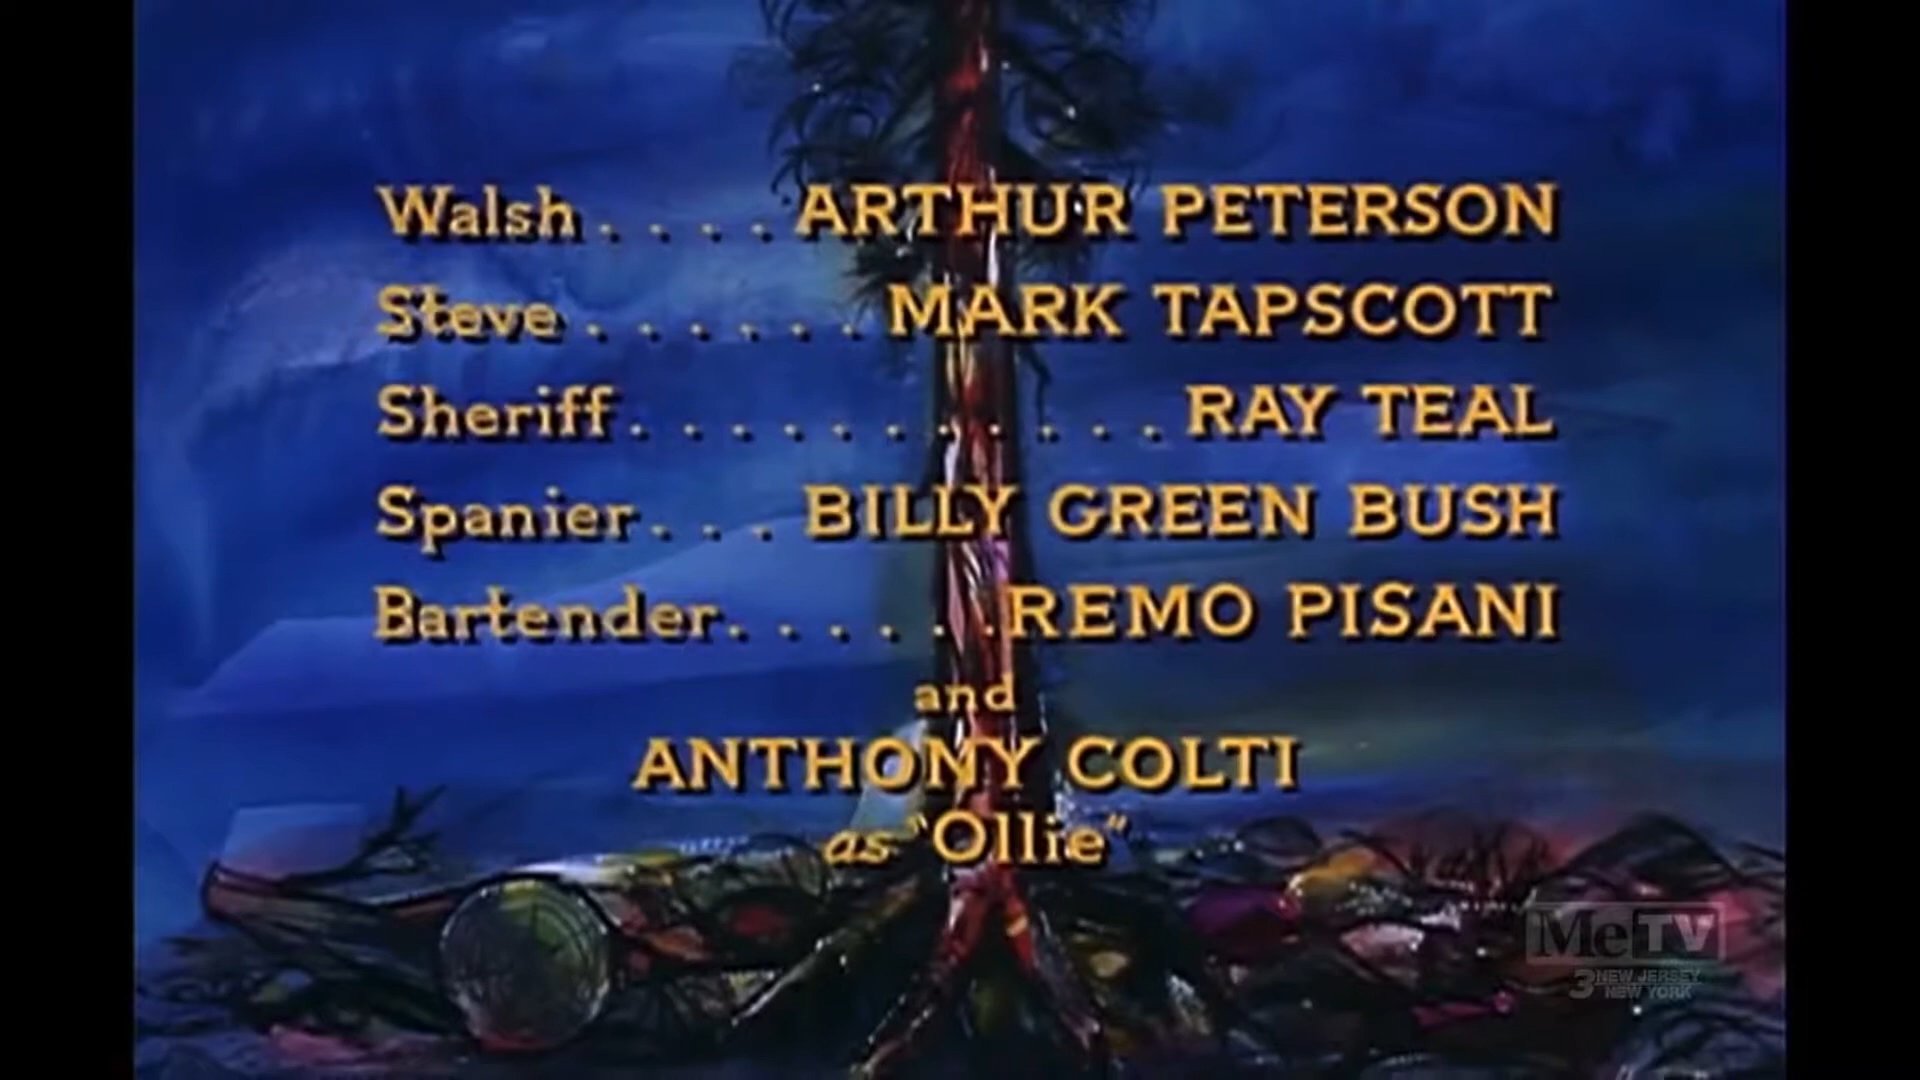 Walsh . . . . ARTHUR PETERSON
Steve . . . . . . MARK TAPSCOTT
Sheriff . . . . . . . . . . . RAY TEAL
Spanier . . . BILLY GREEN BUSH
Bartender . . . . . . REMO PISANI
and
ANTHONY COLTI
as "Ollie"
MeTV
3 NEW JERSEY
NEW YORK